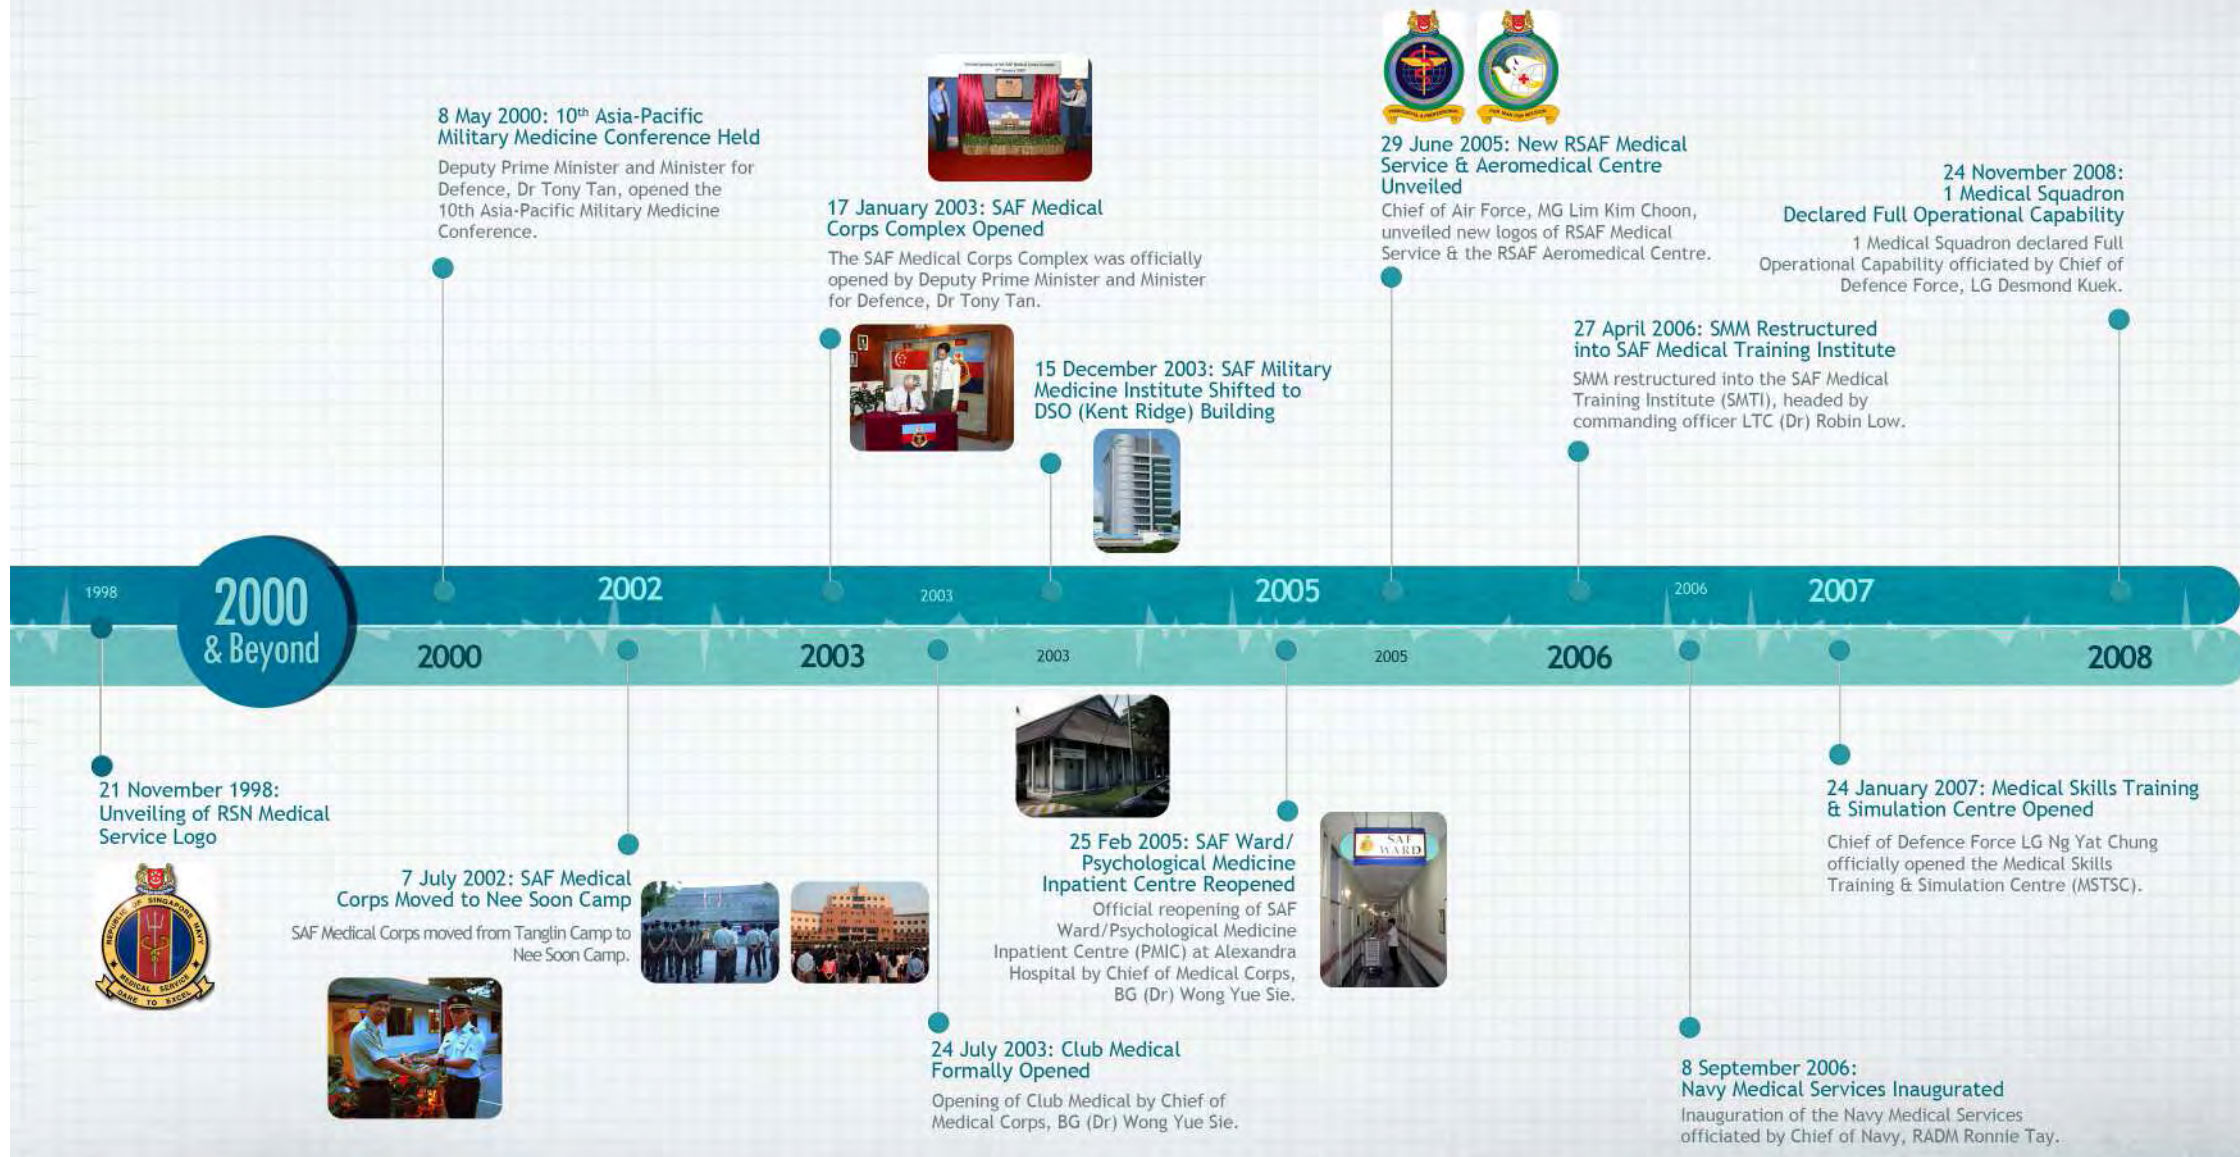 8 May 2000: 10th Asia-Pacific
Military Medicine Conference Held
Deputy Prime Minister and Minister for
Defence, Dr Tony Tan, opened the
10th Asia-Pacific Military Medicine
Conference.
17 January 2003: SAF Medical
Corps Complex Opened
The SAF Medical Corps Complex was officially
opened by Deputy Prime Minister and Minister
for Defence, Dr Tony Tan.
15 December 2003: SAF Military
Medicine Institute Shifted to
DSO (Kent Ridge) Building
29 June 2005: New RSAF Medical
Service & Aeromedical Centre
Unveiled
Chief of Air Force, MG Lim Kim Choon,
unveiled new logos of RSAF Medical
Service & the RSAF Aeromedical Centre.
27 April 2006: SMM Restructured
into SAF Medical Training Institute
SMM restructured into the SAF Medical
Training Institute (SMTI), headed by
commanding officer LTC (Dr) Robin Low.
24 November 2008:
1 Medical Squadron
Declared Full Operational Capability
1 Medical Squadron declared Full
Operational Capability officiated by Chief of
Defence Force, LG Desmond Kuek.
1998
2000
& Beyond
2002
2003
2005
2006
2007
2000
2003
2003
2005
2006
2008
21 November 1998:
Unveiling of RSN Medical
Service Logo
REPUBLIC OF SINGAPORE NAVY
MEDICAL SERVICE
DARE TO EXCEL
7 July 2002: SAF Medical
Corps Moved to Nee Soon Camp
SAF Medical Corps moved from Tanglin Camp to
Nee Soon Camp.
24 July 2003: Club Medical
Formally Opened
Opening of Club Medical by Chief of
Medical Corps, BG (Dr) Wong Yue Sie.
25 Feb 2005: SAF Ward/
Psychological Medicine
Inpatient Centre Reopened
Official reopening of SAF
Ward/Psychological Medicine
Inpatient Centre (PMIC) at Alexandra
Hospital by Chief of Medical Corps,
BG (Dr) Wong Yue Sie.
SAF
WARD
8 September 2006:
Navy Medical Services Inaugurated
Inauguration of the Navy Medical Services
officiated by Chief of Navy, RADM Ronnie Tay.
24 January 2007: Medical Skills Training
& Simulation Centre Opened
Chief of Defence Force LG Ng Yat Chung
officially opened the Medical Skills
Training & Simulation Centre (MSTSC).